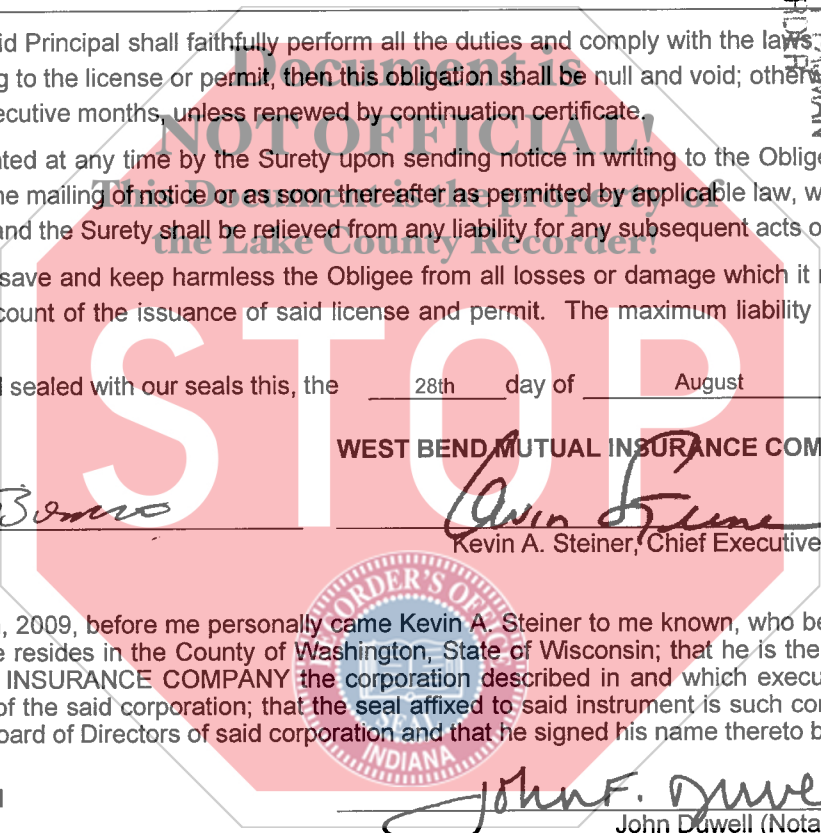 id Principal shall faithfully perform all the duties and comply with the laws,
g to the license or permit, then this obligation shall be null and void; otherw
ecutive months, unless renewed by continuation certificate.
Document is
NOT OFFICIAL!
This Document is the property of
the Lake County Recorder!
ated at any time by the Surety upon sending notice in writing to the Oblige
he mailing of notice or as soon thereafter as permitted by applicable law, w
and the Surety shall be relieved from any liability for any subsequent acts o
save and keep harmless the Obligee from all losses or damage which it
count of the issuance of said license and permit. The maximum liability
STOP
sealed with our seals this, the 28th day of August
WEST BEND MUTUAL INSURANCE COM
Kevin A. Steiner, Chief Executive
RECORDER'S OFFICE
SEAL
INDIANA
, 2009, before me personally came Kevin A. Steiner to me known, who be
e resides in the County of Washington, State of Wisconsin; that he is the
INSURANCE COMPANY the corporation described in and which execu
of the said corporation; that the seal affixed to said instrument is such cor
oard of Directors of said corporation and that he signed his name thereto b
John F. Duwe
John Duwell (Nota